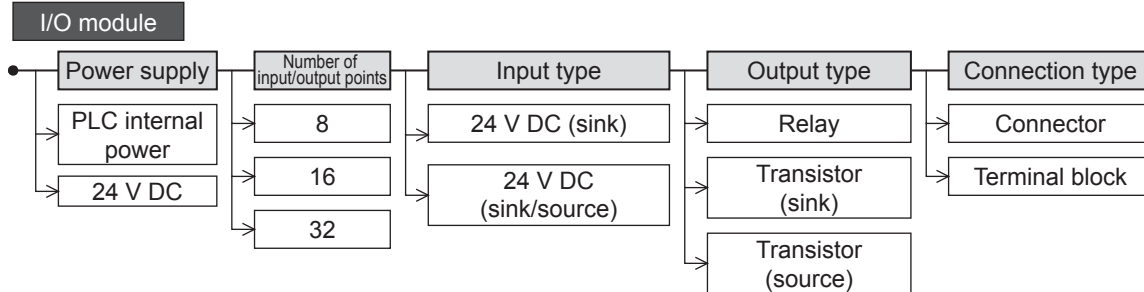 I/O module
Power supply
PLC internal
power
24 V DC
Number of
input/output points
8
16
32
Input type
24 V DC (sink)
24 V DC
(sink/source)
Output type
Relay
Transistor
(sink)
Transistor
(source)
Connection type
Connector
Terminal block